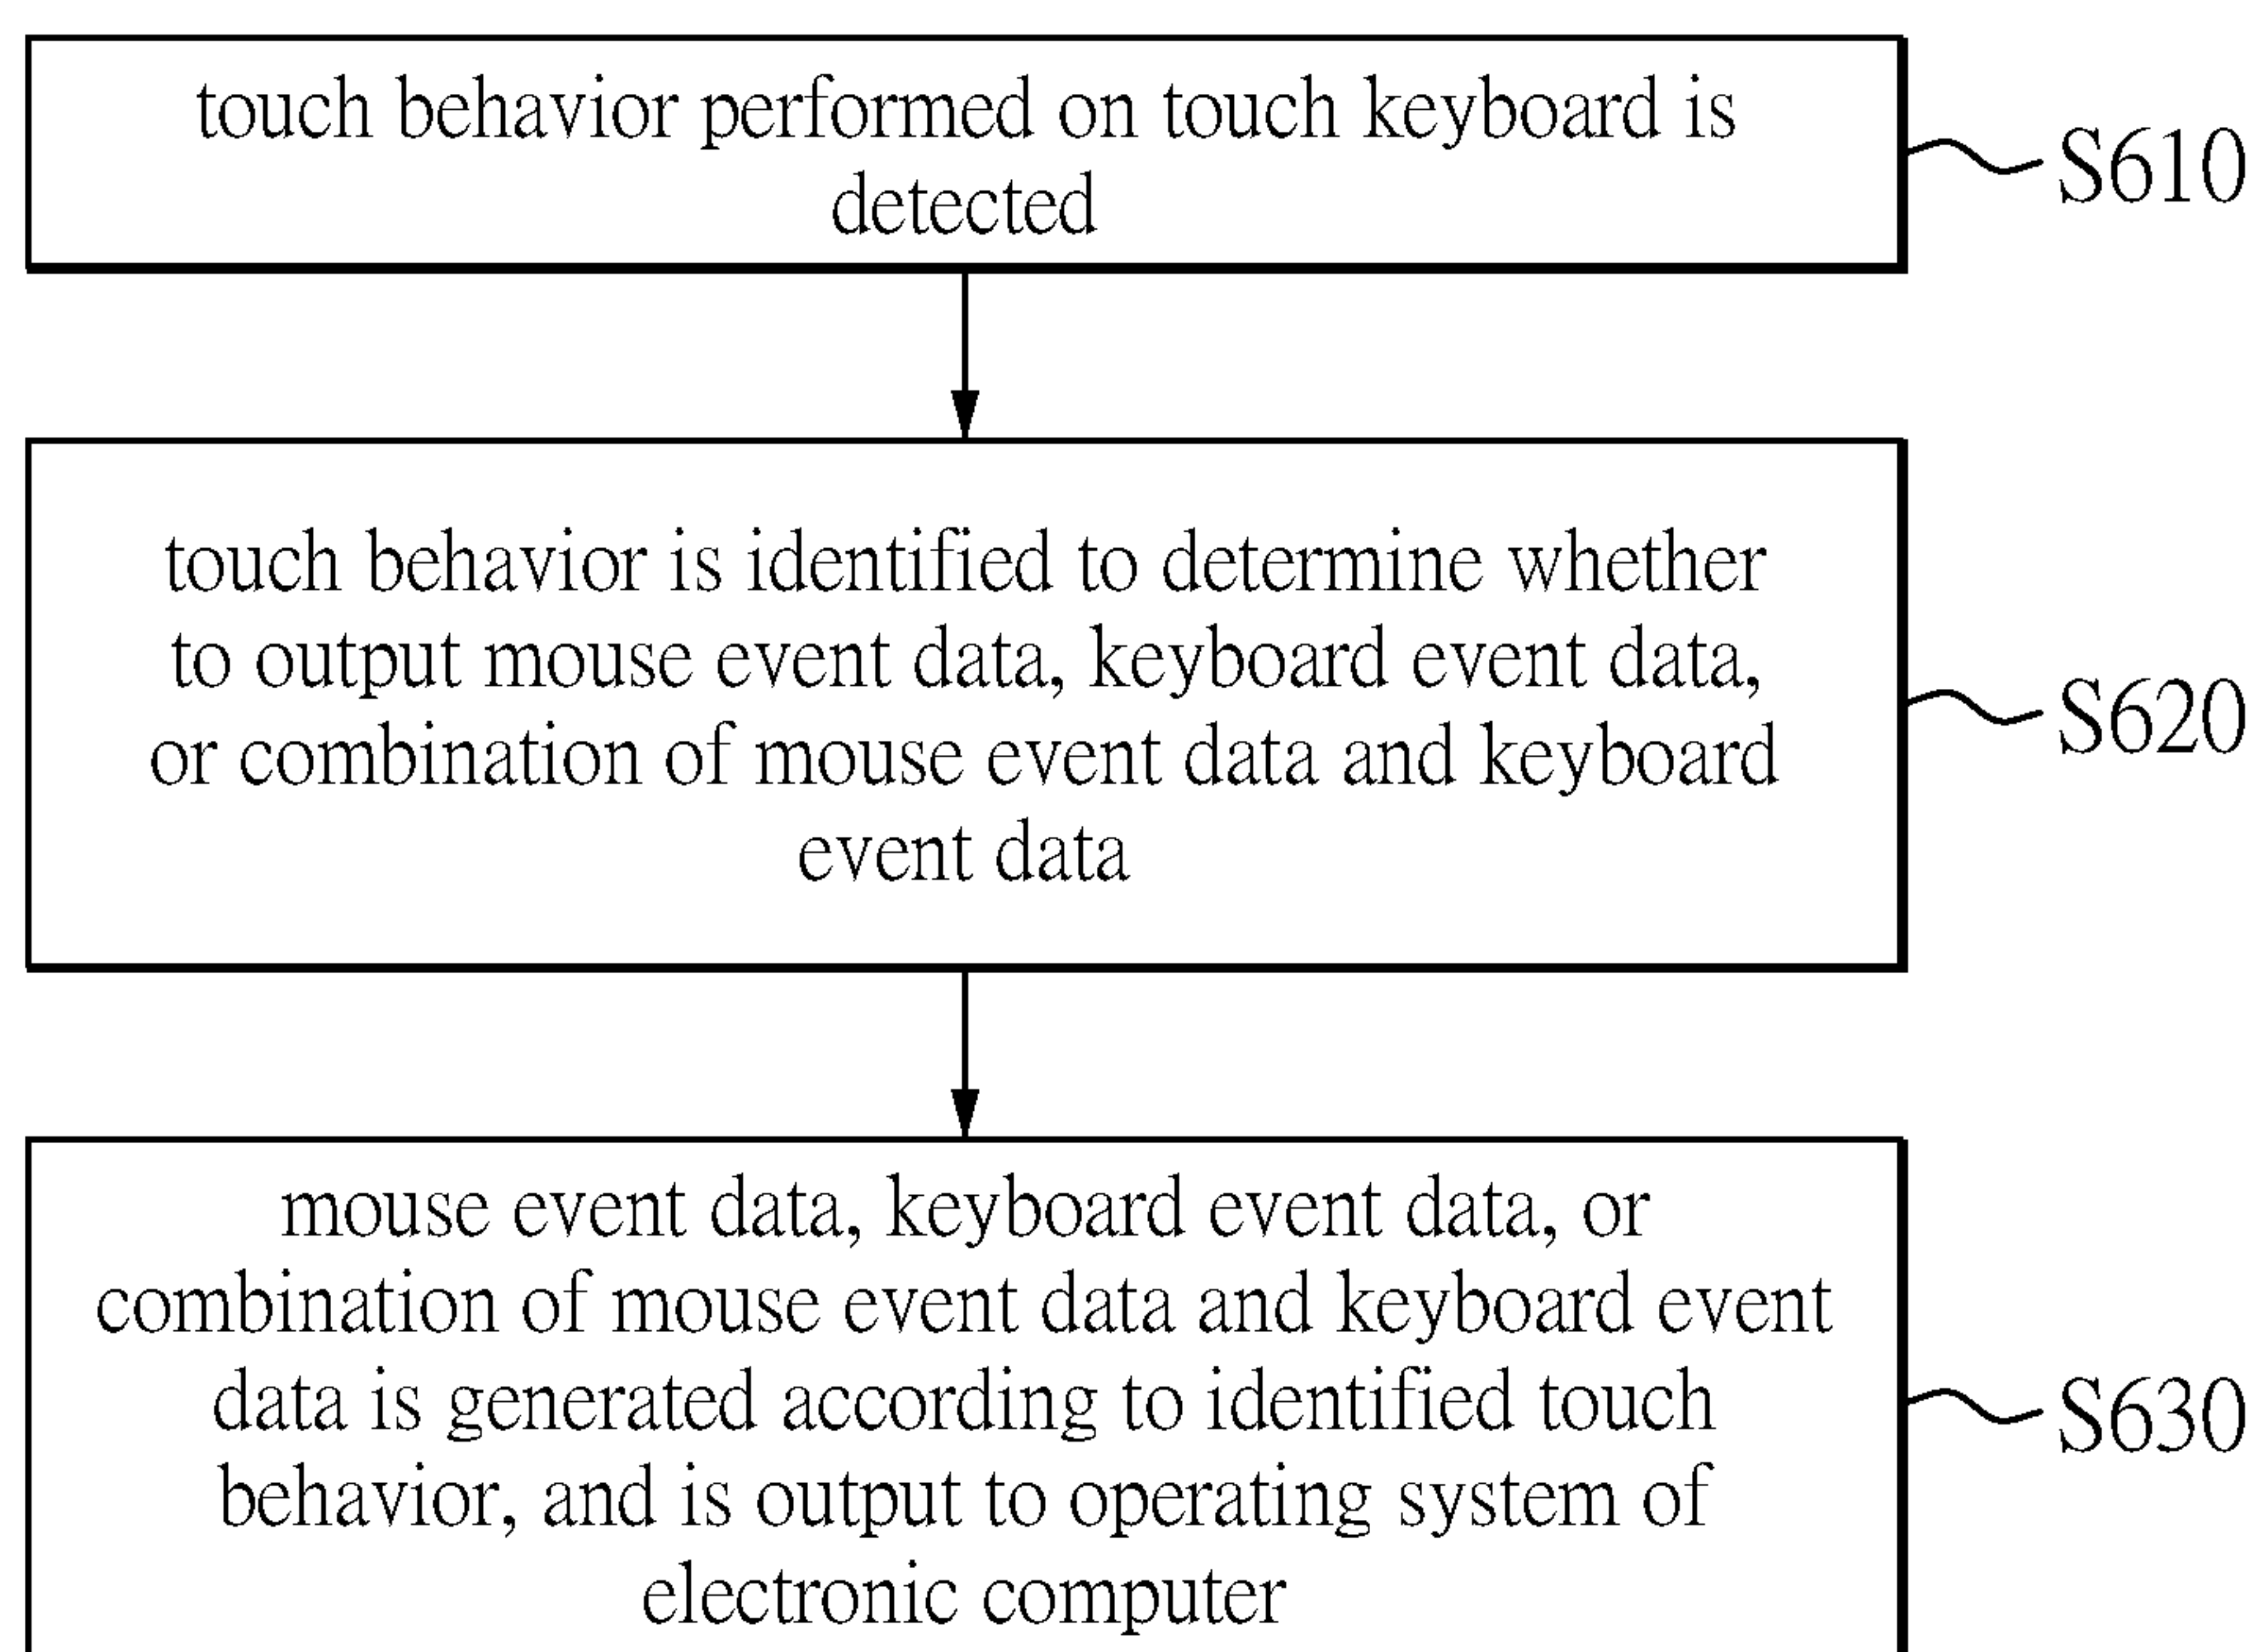 touch behavior performed on touch keyboard is
detected
S610
touch behavior is identified to determine whether
to output mouse event data, keyboard event data,
or combination of mouse event data and keyboard
event data
S620
mouse event data, keyboard event data, or
combination of mouse event data and keyboard event
data is generated according to identified touch
behavior, and is output to operating system of
electronic computer
S630